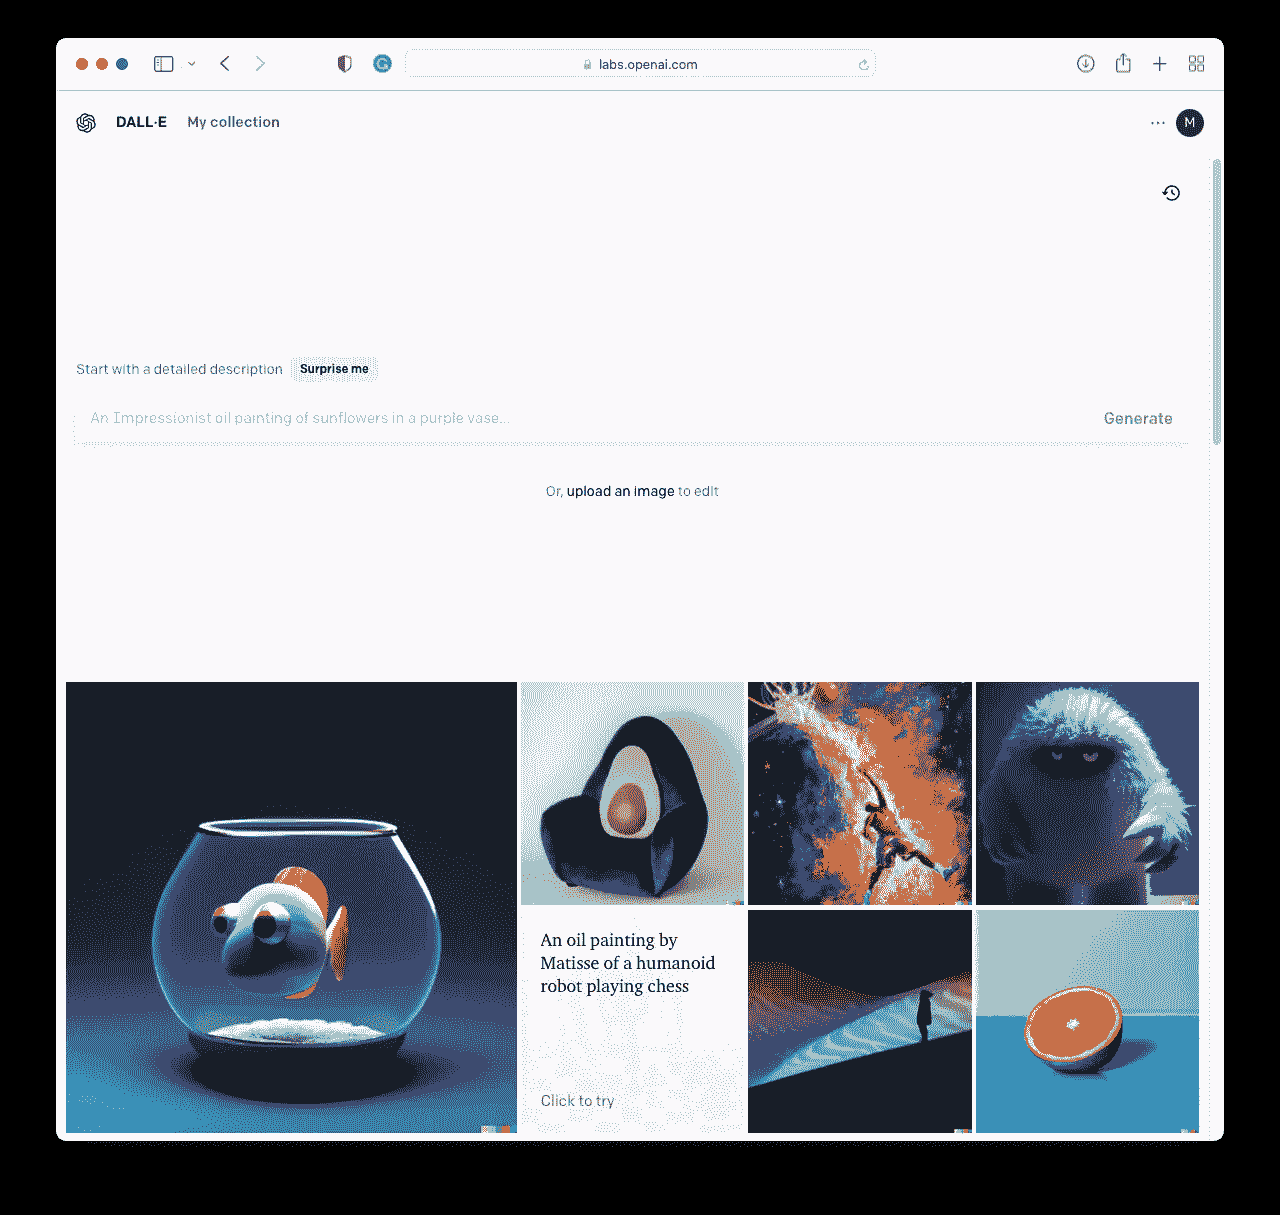 labs.openai.com
DALL·E My collection
M
Start with a detailed description Surprise me
An Impressionist oil painting of sunflowers in a purple vase... Generate
Or, upload an image to edit
An oil painting by
Matisse of a humanoid
robot playing chess
Click to try